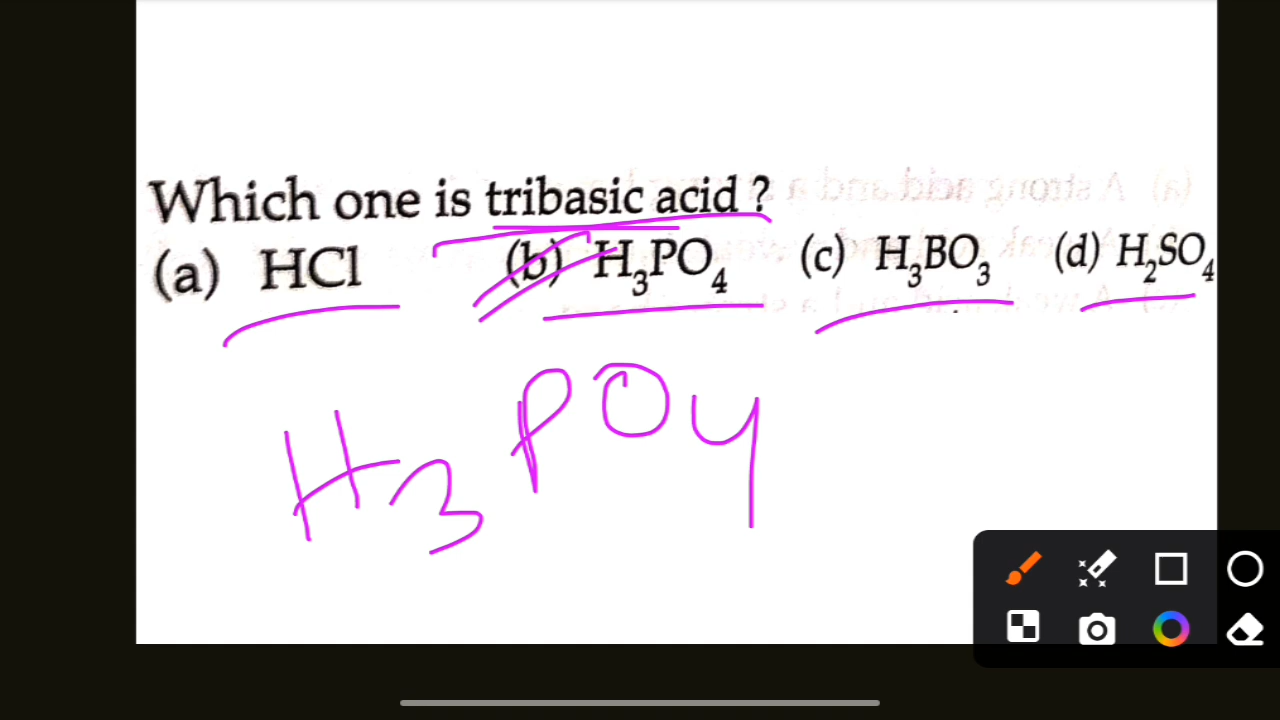 Which one is tribasic acid ?
(a) HCl (b) H₃PO₄ (c) H₃BO₃ (d) H₂SO₄
H₃PO₄